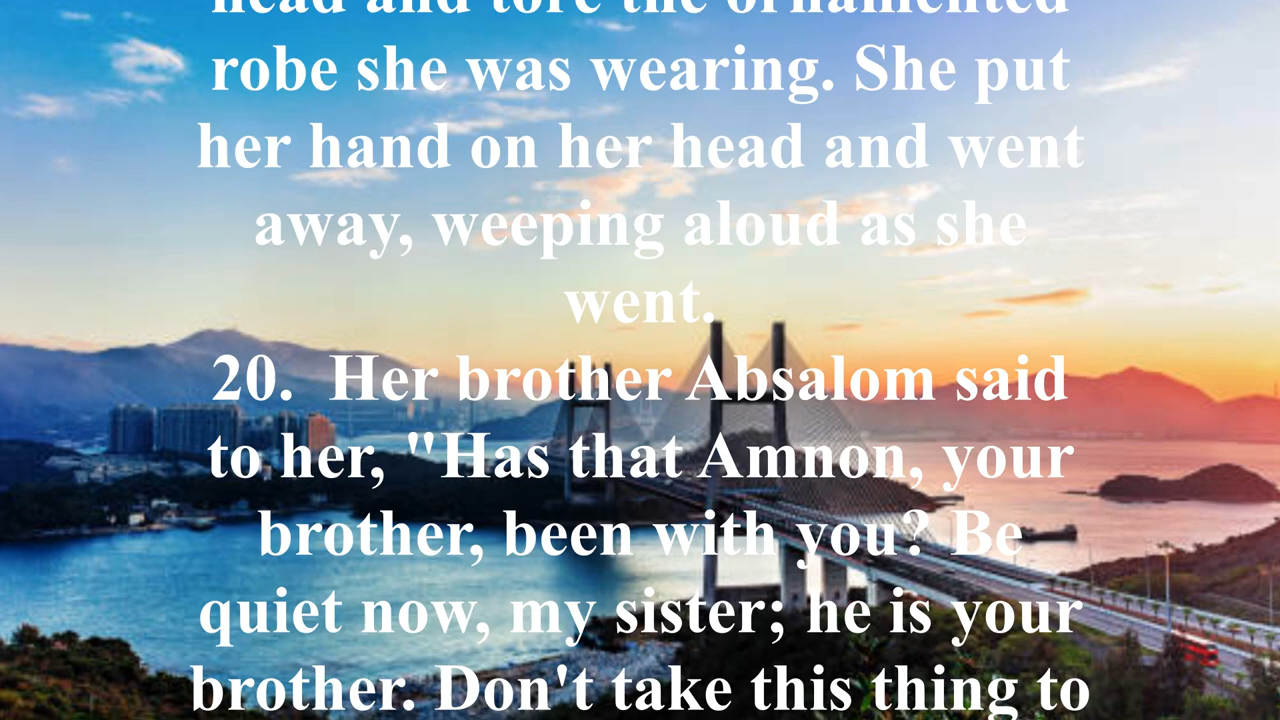 head and tore the ornamented
robe she was wearing. She put
her hand on her head and went
away, weeping aloud as she
went.
20. Her brother Absalom said
to her, "Has that Amnon, your
brother, been with you? Be
quiet now, my sister; he is your
brother. Don't take this thing to